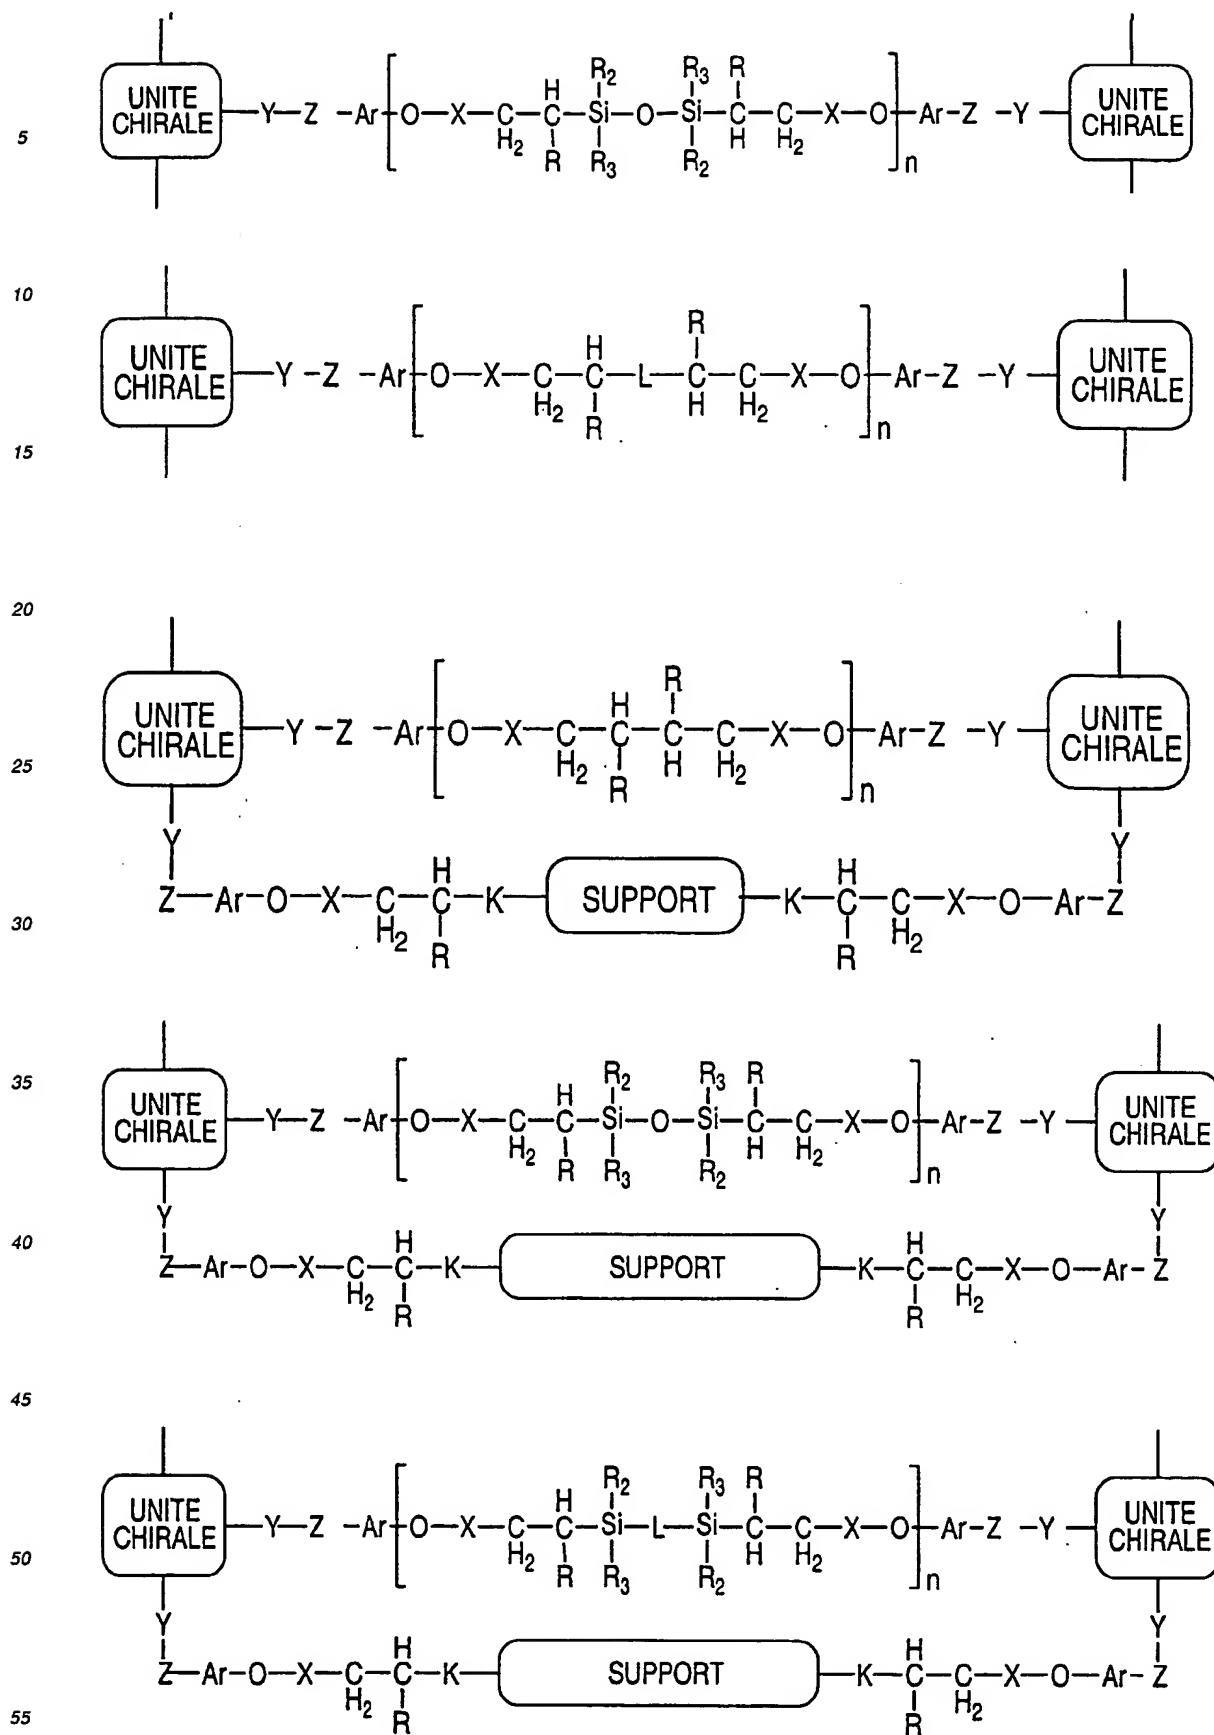 R2 R3 R
H
UNITE
CHIRALE
Y-Z-Ar[O-X-C-C-Si-O-Si-C-C-X-O]Ar-Z-Y
UNITE
CHIRALE
5
H2 R R3 R2 H H2 n
10
R
H
UNITE
CHIRALE
Y-Z-Ar[O-X-C-C-L-C-C-X-O]Ar-Z-Y
UNITE
CHIRALE
H2 R H H2 n
15
20
R
H
UNITE
CHIRALE
Y-Z-Ar[O-X-C-C-C-C-X-O]Ar-Z-Y
UNITE
CHIRALE
25
H2 R H H2 n
Y Y
H H
Z-Ar-O-X-C-C-K-SUPPORT-K-C-C-X-O-Ar-Z
30
H2 R R H2
35
R2 R3 R
H
UNITE
CHIRALE
Y-Z-Ar[O-X-C-C-Si-O-Si-C-C-X-O]Ar-Z-Y
UNITE
CHIRALE
H2 R R3 R2 H H2 n
Y Y
40
H H
Z-Ar-O-X-C-C-K-SUPPORT-K-C-C-X-O-Ar-Z
H2 R R H2
45
R2 R3 R
H
UNITE
CHIRALE
Y-Z-Ar[O-X-C-C-Si-L-Si-C-C-X-O]Ar-Z-Y
UNITE
CHIRALE
50
H2 R R3 R2 H H2 n
Y Y
H H
Z-Ar-O-X-C-C-K-SUPPORT-K-C-C-X-O-Ar-Z
55
H2 R R H2